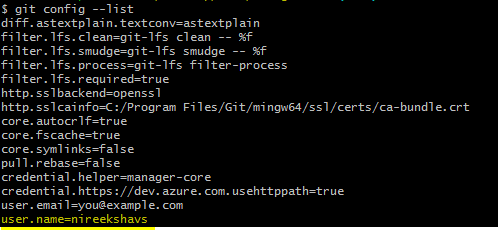 $ git config --list
diff.astextplain.textconv=astextplain
filter.lfs.clean=git-lfs clean -- %f
filter.lfs.smudge=git-lfs smudge -- %f
filter.lfs.process=git-lfs filter-process
filter.lfs.required=true
http.sslbackend=openssl
http.sslcainfo=C:/Program Files/Git/mingw64/ssl/certs/ca-bundle.crt
core.autocrlf=true
core.fscache=true
core.symlinks=false
pull.rebase=false
credential.helper=manager-core
credential.https://dev.azure.com.usehttppath=true
user.email=you@example.com
user.name=nireekshavs